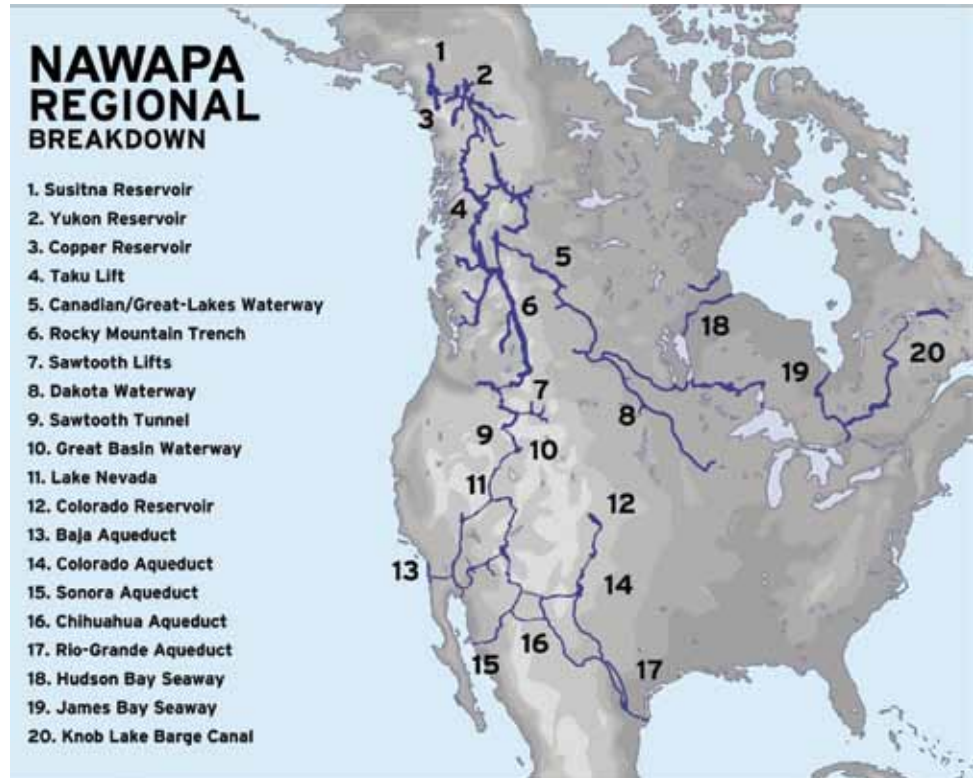 NAWAPA
REGIONAL
BREAKDOWN
1. Susitna Reservoir
2. Yukon Reservoir
3. Copper Reservoir
4. Taku Lift
5. Canadian/Great-Lakes Waterway
6. Rocky Mountain Trench
7. Sawtooth Lifts
8. Dakota Waterway
9. Sawtooth Tunnel
10. Great Basin Waterway
11. Lake Nevada
12. Colorado Reservoir
13. Baja Aqueduct
14. Colorado Aqueduct
15. Sonora Aqueduct
16. Chihuahua Aqueduct
17. Rio-Grande Aqueduct
18. Hudson Bay Seaway
19. James Bay Seaway
20. Knob Lake Barge Canal
1
2
3
4
5
6
18
19
20
7
8
9
10
11
12
13
14
16
15
17